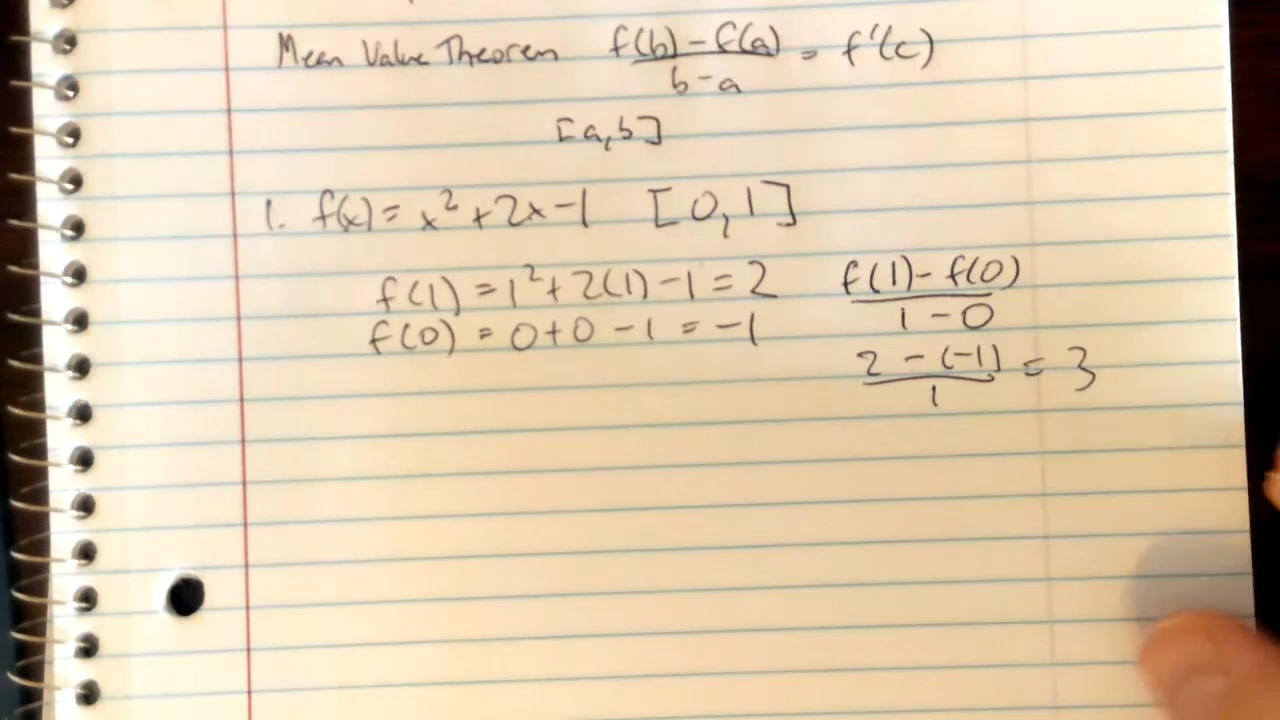 Mean Value Theorem f(b)-f(a)/b-a = f'(c)
[a,b]
1. f(x) = x² + 2x - 1 [0,1]
f(1) = 1² + 2(1) - 1 = 2 f(1) - f(0)/1 - 0
f(0) = 0 + 0 - 1 = -1
2 - (-1)/1 = 3